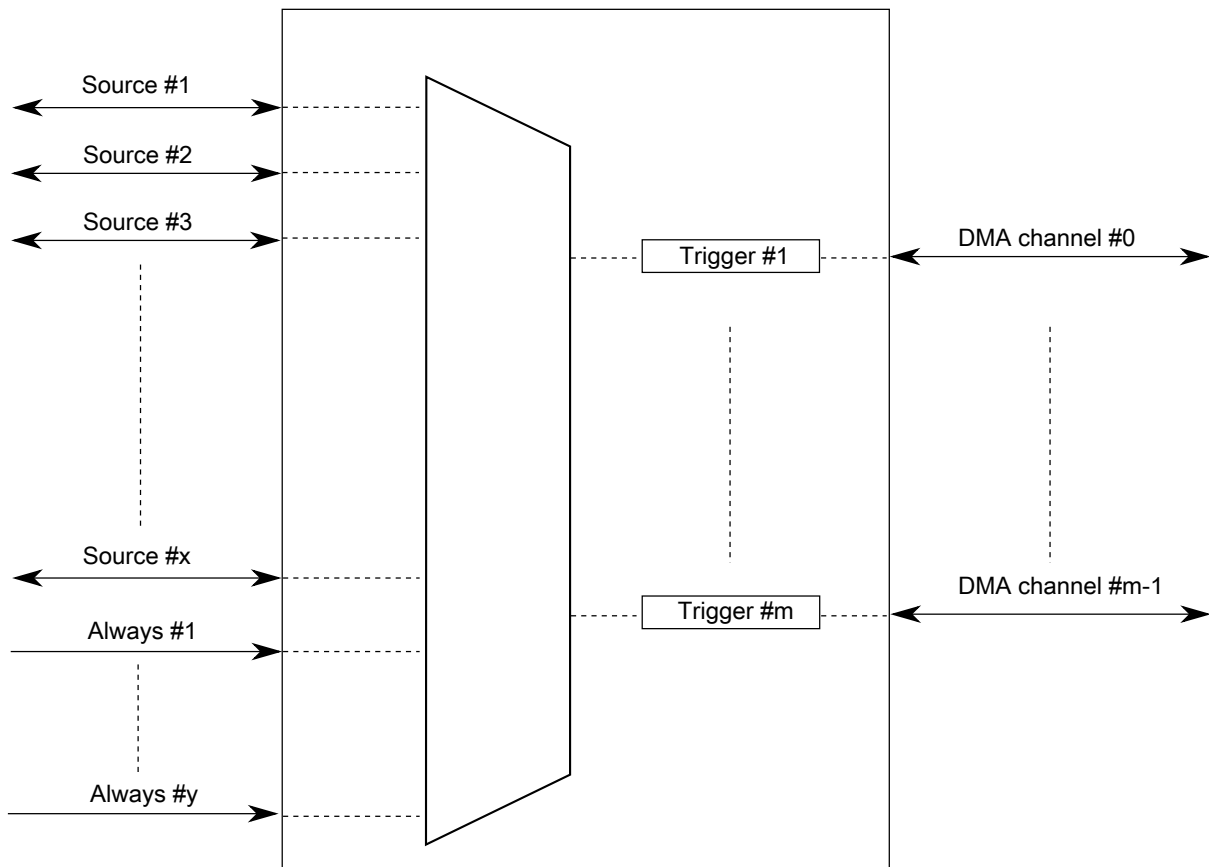 Source #1
Source #2
Source #3
Source #x
Always #1
Always #y
Trigger #1
Trigger #m
DMA channel #0
DMA channel #m-1